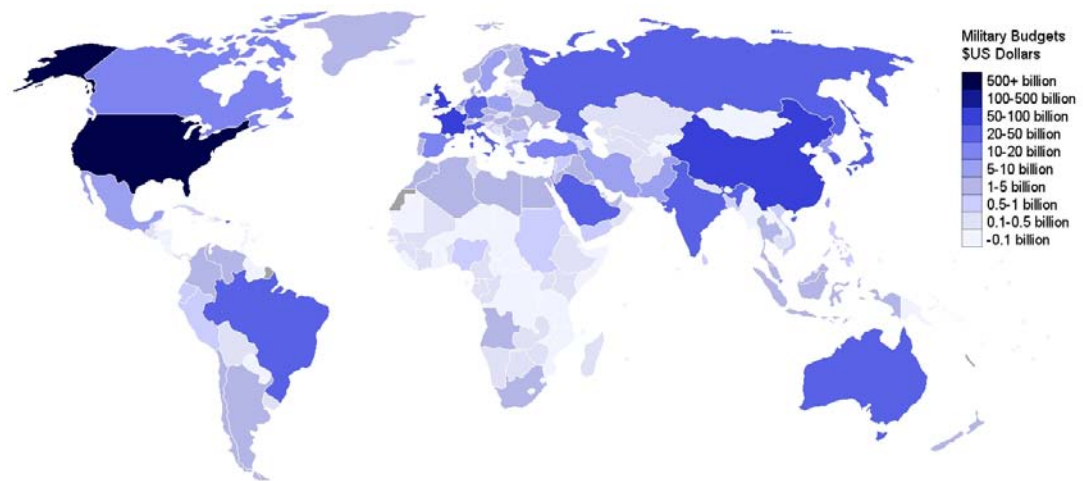 Military Budgets
$US Dollars
500+ billion
100-500 billion
50-100 billion
20-50 billion
10-20 billion
5-10 billion
1-5 billion
0.5-1 billion
0.1-0.5 billion
-0.1 billion